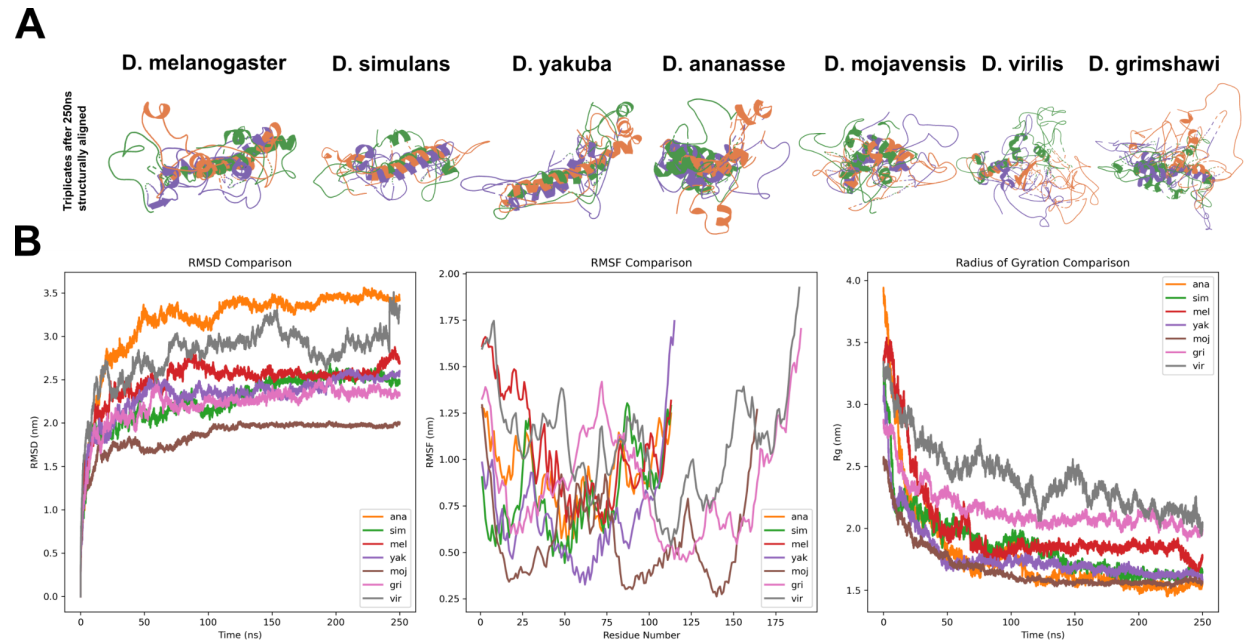 A
D. melanogaster
D. simulans
D. yakuba
D. ananasse
D. mojavensis
D. virilis
D. grimshawi
Triplicates after 250ns
structurally aligned
B
RMSD Comparison
RMSD (nm)
3.5
3.0
2.5
2.0
1.5
1.0
0.5
0.0
0
50
100
150
200
250
Time (ns)
ana
sim
mel
yak
moj
gri
vir
RMSF Comparison
RMSF (nm)
2.00
1.75
1.50
1.25
1.00
0.75
0.50
0.25
0
25
50
75
100
125
150
175
Residue Number
ana
sim
mel
yak
moj
gri
vir
Radius of Gyration Comparison
Rg (nm)
4.0
3.5
3.0
2.5
2.0
1.5
0
50
100
150
200
250
Time (ns)
ana
sim
mel
yak
moj
gri
vir